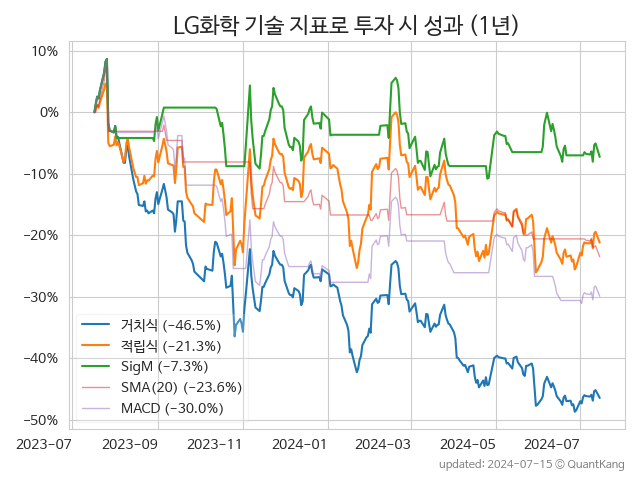 LG화학 기술 지표로 투자 시 성과 (1년)
10%
0%
−10%
−20%
−30%
−40%
−50%
거치식 (−46.5%)
적립식 (−21.3%)
SigM (−7.3%)
SMA(20) (−23.6%)
MACD (−30.0%)
2023-07
2023-09
2023-11
2024-01
2024-03
2024-05
2024-07
updated: 2024-07-15 © QuantKang